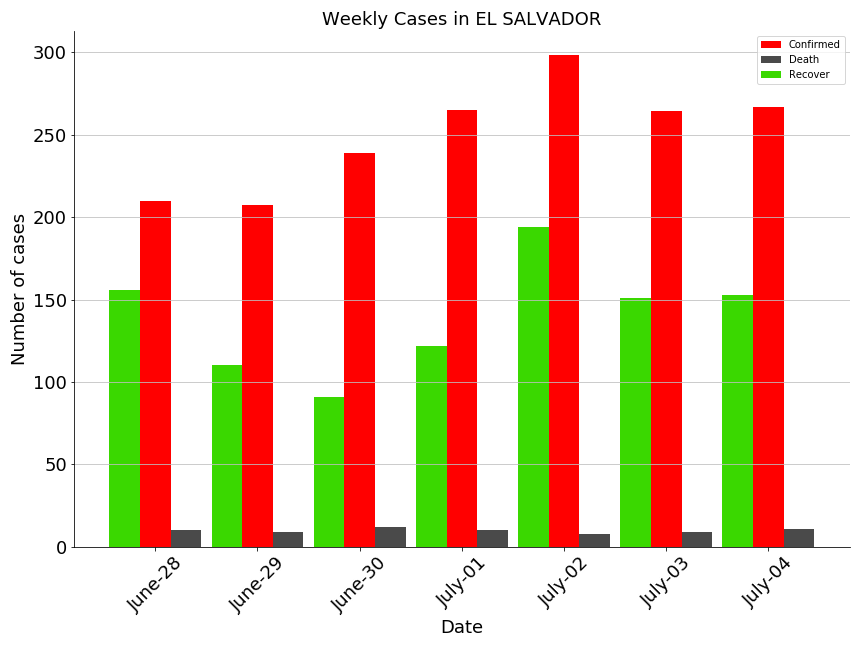 Weekly Cases in EL SALVADOR
Confirmed
Death
Recover
Number of cases
300
250
200
150
100
50
0
June-28
June-29
June-30
July-01
July-02
July-03
July-04
Date